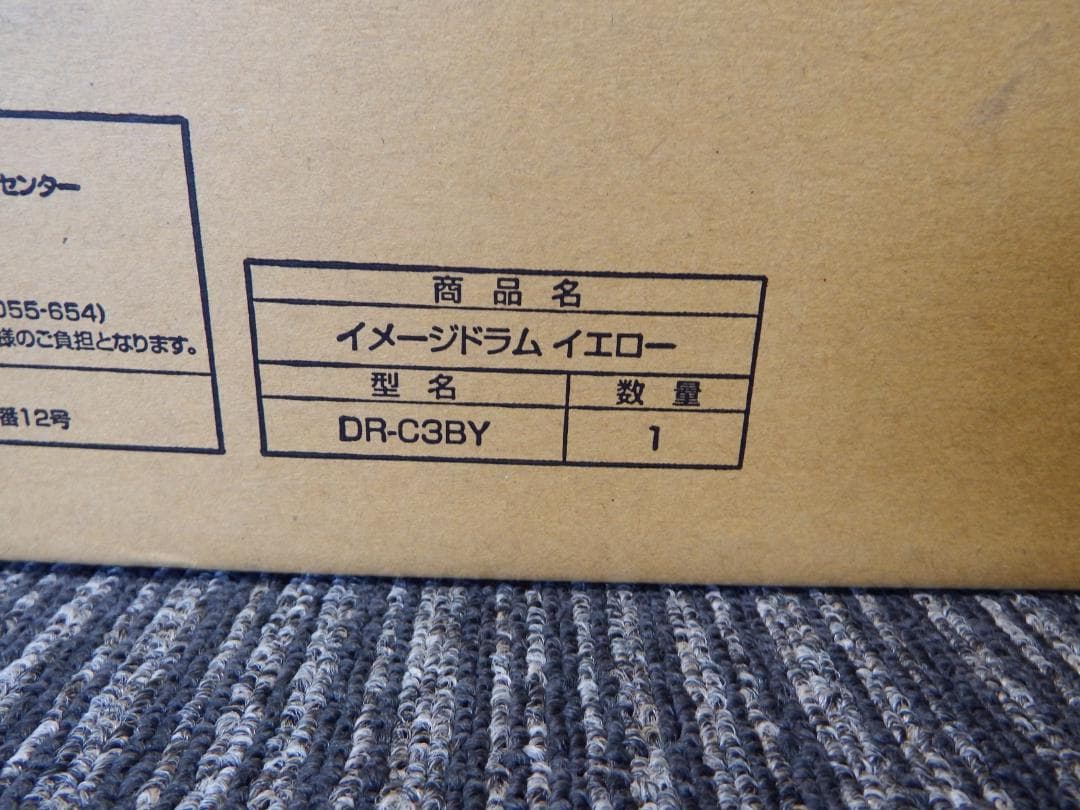 センター
055-654)
様のご負担となります。
番12号
商品名
イメージドラム イエロー
型名 数量
DR-C3BY 1